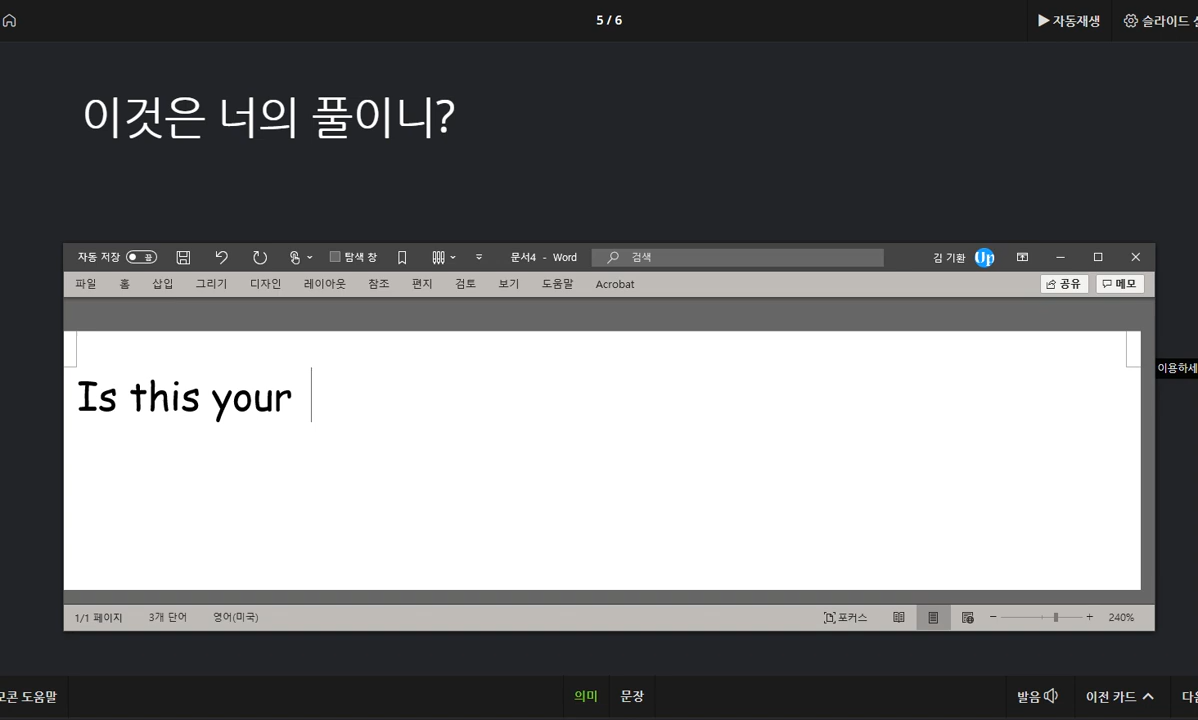 5 / 6
▶ 자동재생
슬라이드
이것은 너의 풀이니?
자동 저장 끔
탐색 창
문서4 - Word
검색
김 기환
Up
파일 홈 삽입 그리기 디자인 레이아웃 참조 편지 검토 보기 도움말 Acrobat
공유
메모
이용하세
Is this your
1/1 페이지 3개 단어 영어(미국)
포커스
240%
도움말
의미
문장
발음
이전 카드